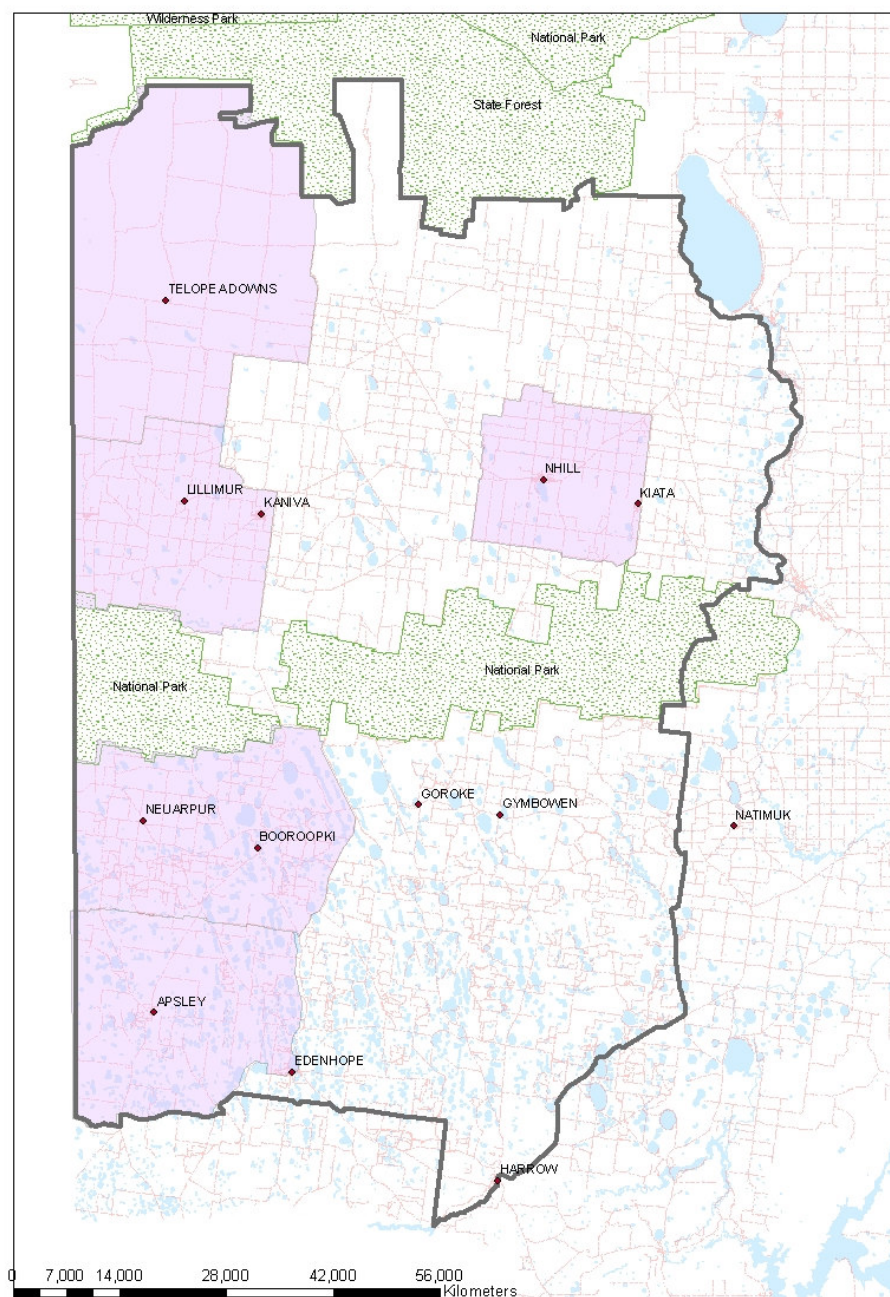 Wilderness Park
National Park
State Forest
TELOPEA DOWNS
LILLIMUR
KANIVA
NHILL
KIATA
National Park
National Park
NEUARPUR
BOOROOPKI
GOROKE
GYMBOWEN
NATIMUK
APSLEY
EDENHOPE
HARROW
0 7,000 14,000 28,000 42,000 56,000
Kilometers